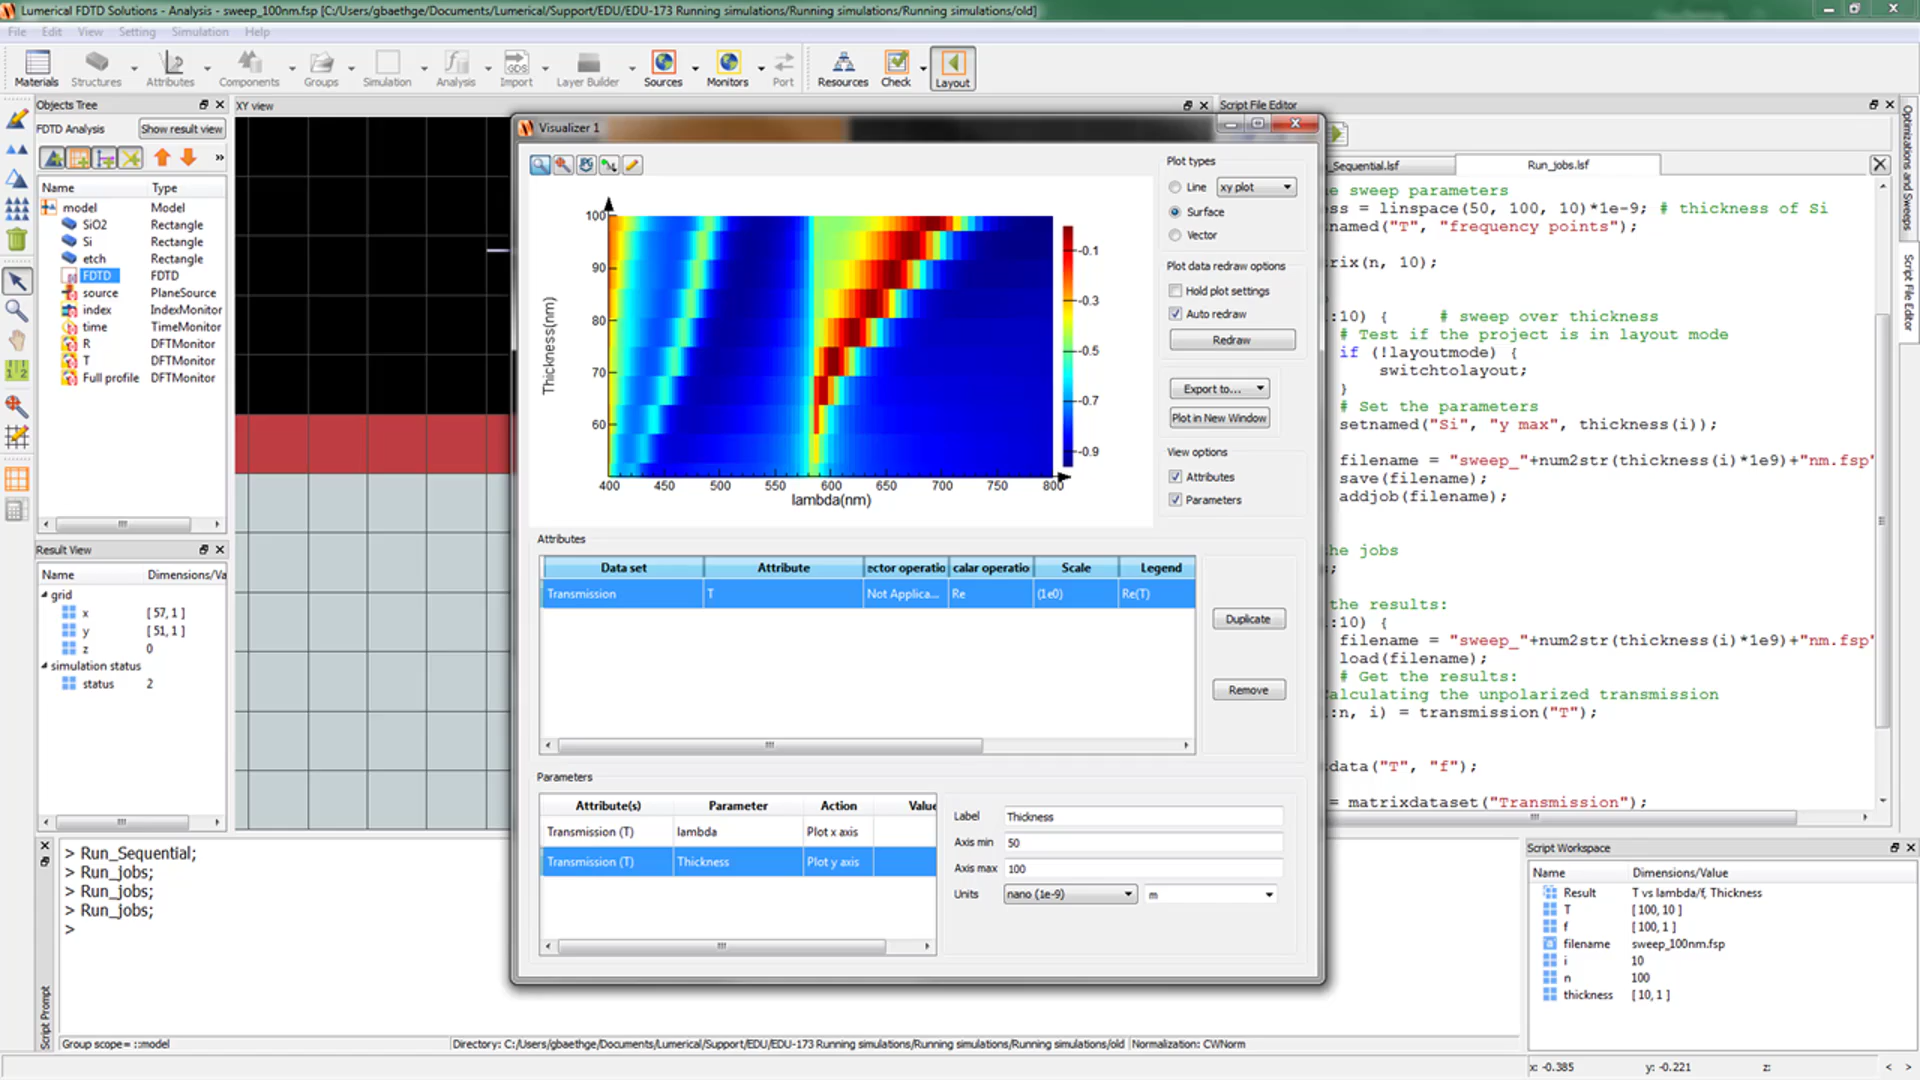 Lumerical FDTD Solutions - Analysis - sweep_100nm.fsp [C:/Users/gbaethge/Documents/Lumerical/Support/EDU/EDU-173 Running simulations/Running simulations/Running simulations/old]
File Edit View Setting Simulation Help
Materials Structures Attributes Components Groups Simulation Analysis Import Layer Builder Sources Monitors Port Resources Check Layout
Objects Tree
FDTD Analysis Show result view
Name Type
model Model
SiO2 Rectangle
Si Rectangle
etch Rectangle
FDTD FDTD
source PlaneSource
index IndexMonitor
time TimeMonitor
R DFTMonitor
T DFTMonitor
Full profile DFTMonitor
Result View
Name Dimensions/Va
grid
x [ 57, 1 ]
y [ 51, 1 ]
z 0
simulation status
status 2
XY view
Visualizer 1
100
90
80
70
60
Thickness(nm)
400 450 500 550 600 650 700 750 800
lambda(nm)
-0.1
-0.3
-0.5
-0.7
-0.9
Plot types
Line xy plot
Surface
Vector
Plot data redraw options
Hold plot settings
Auto redraw
Redraw
Export to...
Plot in New Window
View options
Attributes
Parameters
Attributes
Data set Attribute ector operatio calar operatio Scale Legend
Transmission T Not Applica... Re (1e0) Re(T)
Duplicate
Remove
Parameters
Attribute(s) Parameter Action Value
Transmission (T) lambda Plot x axis
Transmission (T) Thickness Plot y axis
Label Thickness
Axis min 50
Axis max 100
Units nano (1e-9) m
Script File Editor
_Sequential.lsf Run_jobs.lsf
e sweep parameters
ess = linspace(50, 100, 10)*1e-9; # thickness of Si
named("T", "frequency points");
rix(n, 10);
:10) { # sweep over thickness
# Test if the project is in layout mode
if (!layoutmode) {
switchtolayout;
}
# Set the parameters
setnamed("Si", "y max", thickness(i));
filename = "sweep_"+num2str(thickness(i)*1e9)+"nm.fsp"
save(filename);
addjob(filename);
he jobs
;
the results:
:10) {
filename = "sweep_"+num2str(thickness(i)*1e9)+"nm.fsp"
load(filename);
# Get the results:
alculating the unpolarized transmission
:n, i) = transmission("T");
data("T", "f");
= matrixdataset("Transmission");
Optimizations and Sweeps
Script File Editor
> Run_Sequential;
> Run_jobs;
> Run_jobs;
> Run_jobs;
>
Script Prompt
Script Workspace
Name Dimensions/Value
Result T vs lambda/f, Thickness
T [ 100, 10 ]
f [ 100, 1 ]
filename sweep_100nm.fsp
i 10
n 100
thickness [ 10, 1 ]
Group scope= ::model
Directory: C:/Users/gbaethge/Documents/Lumerical/Support/EDU/EDU-173 Running simulations/Running simulations/Running simulations/old Normalization: CWNorm
x: -0.385 y: -0.221 z: